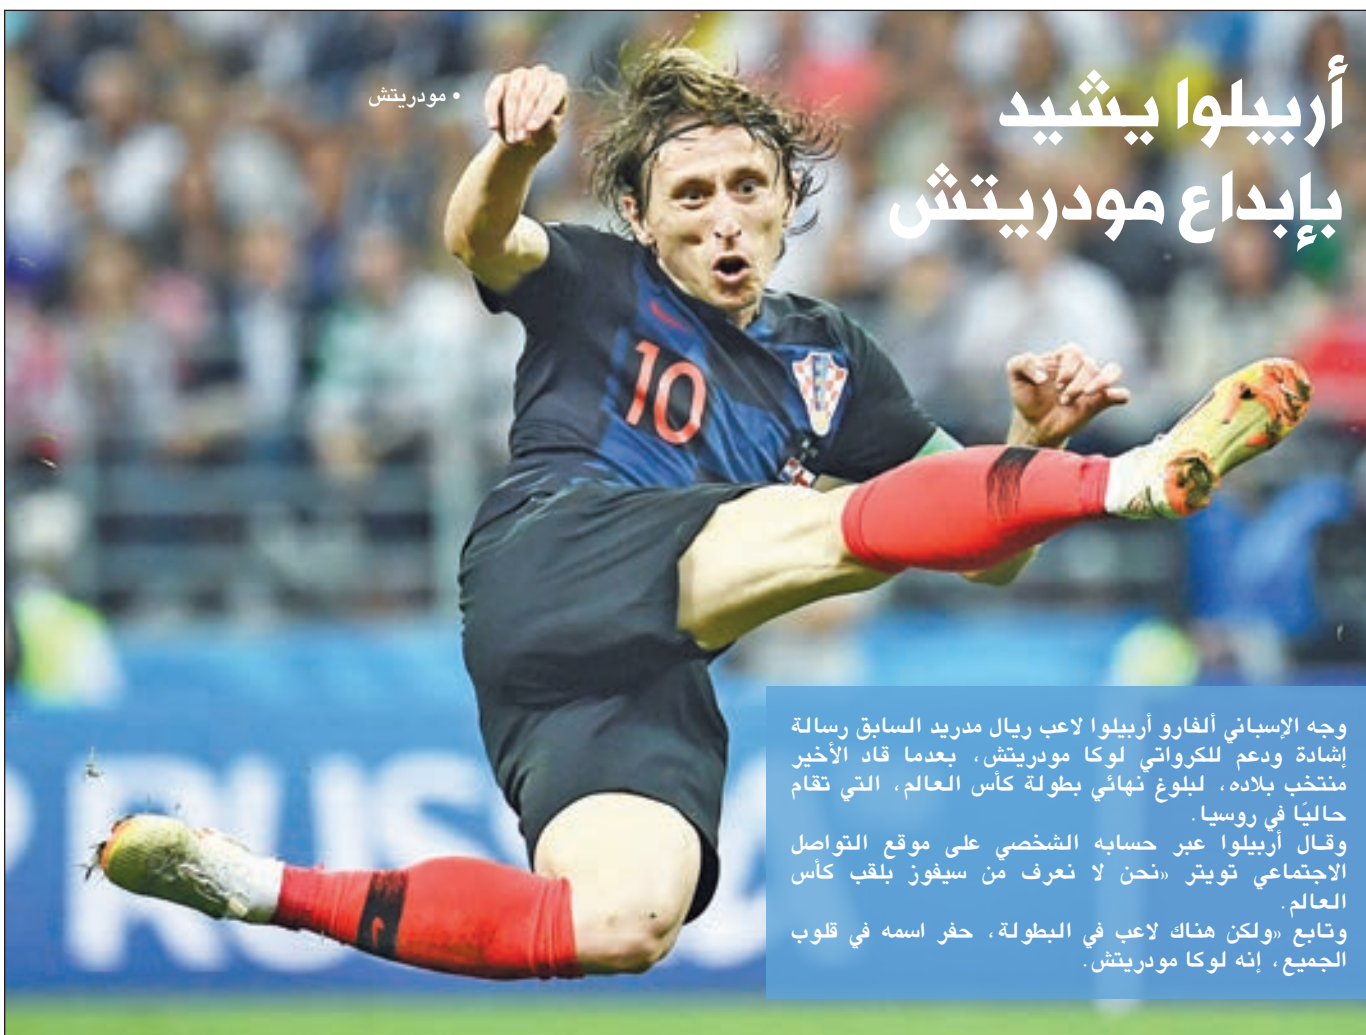 أربيلوا يشيد
بإبداع مودريتش
• مودريتش
10
RUS
وجه الإسباني ألفارو أربيلوا لاعب ريال مدريد السابق رسالة
إشادة ودعم للكرواتي لوكا مودريتش، بعدما قاد الأخير
منتخب بلاده، لبلوغ نهائي بطولة كأس العالم، التي تقام
حاليًا في روسيا.
وقال أربيلوا عبر حسابه الشخصي على موقع التواصل
الاجتماعي تويتر «نحن لا نعرف من سيفوز بلقب كأس
العالم.
وتابع «ولكن هناك لاعب في البطولة، حفر اسمه في قلوب
الجميع، إنه لوكا مودريتش.